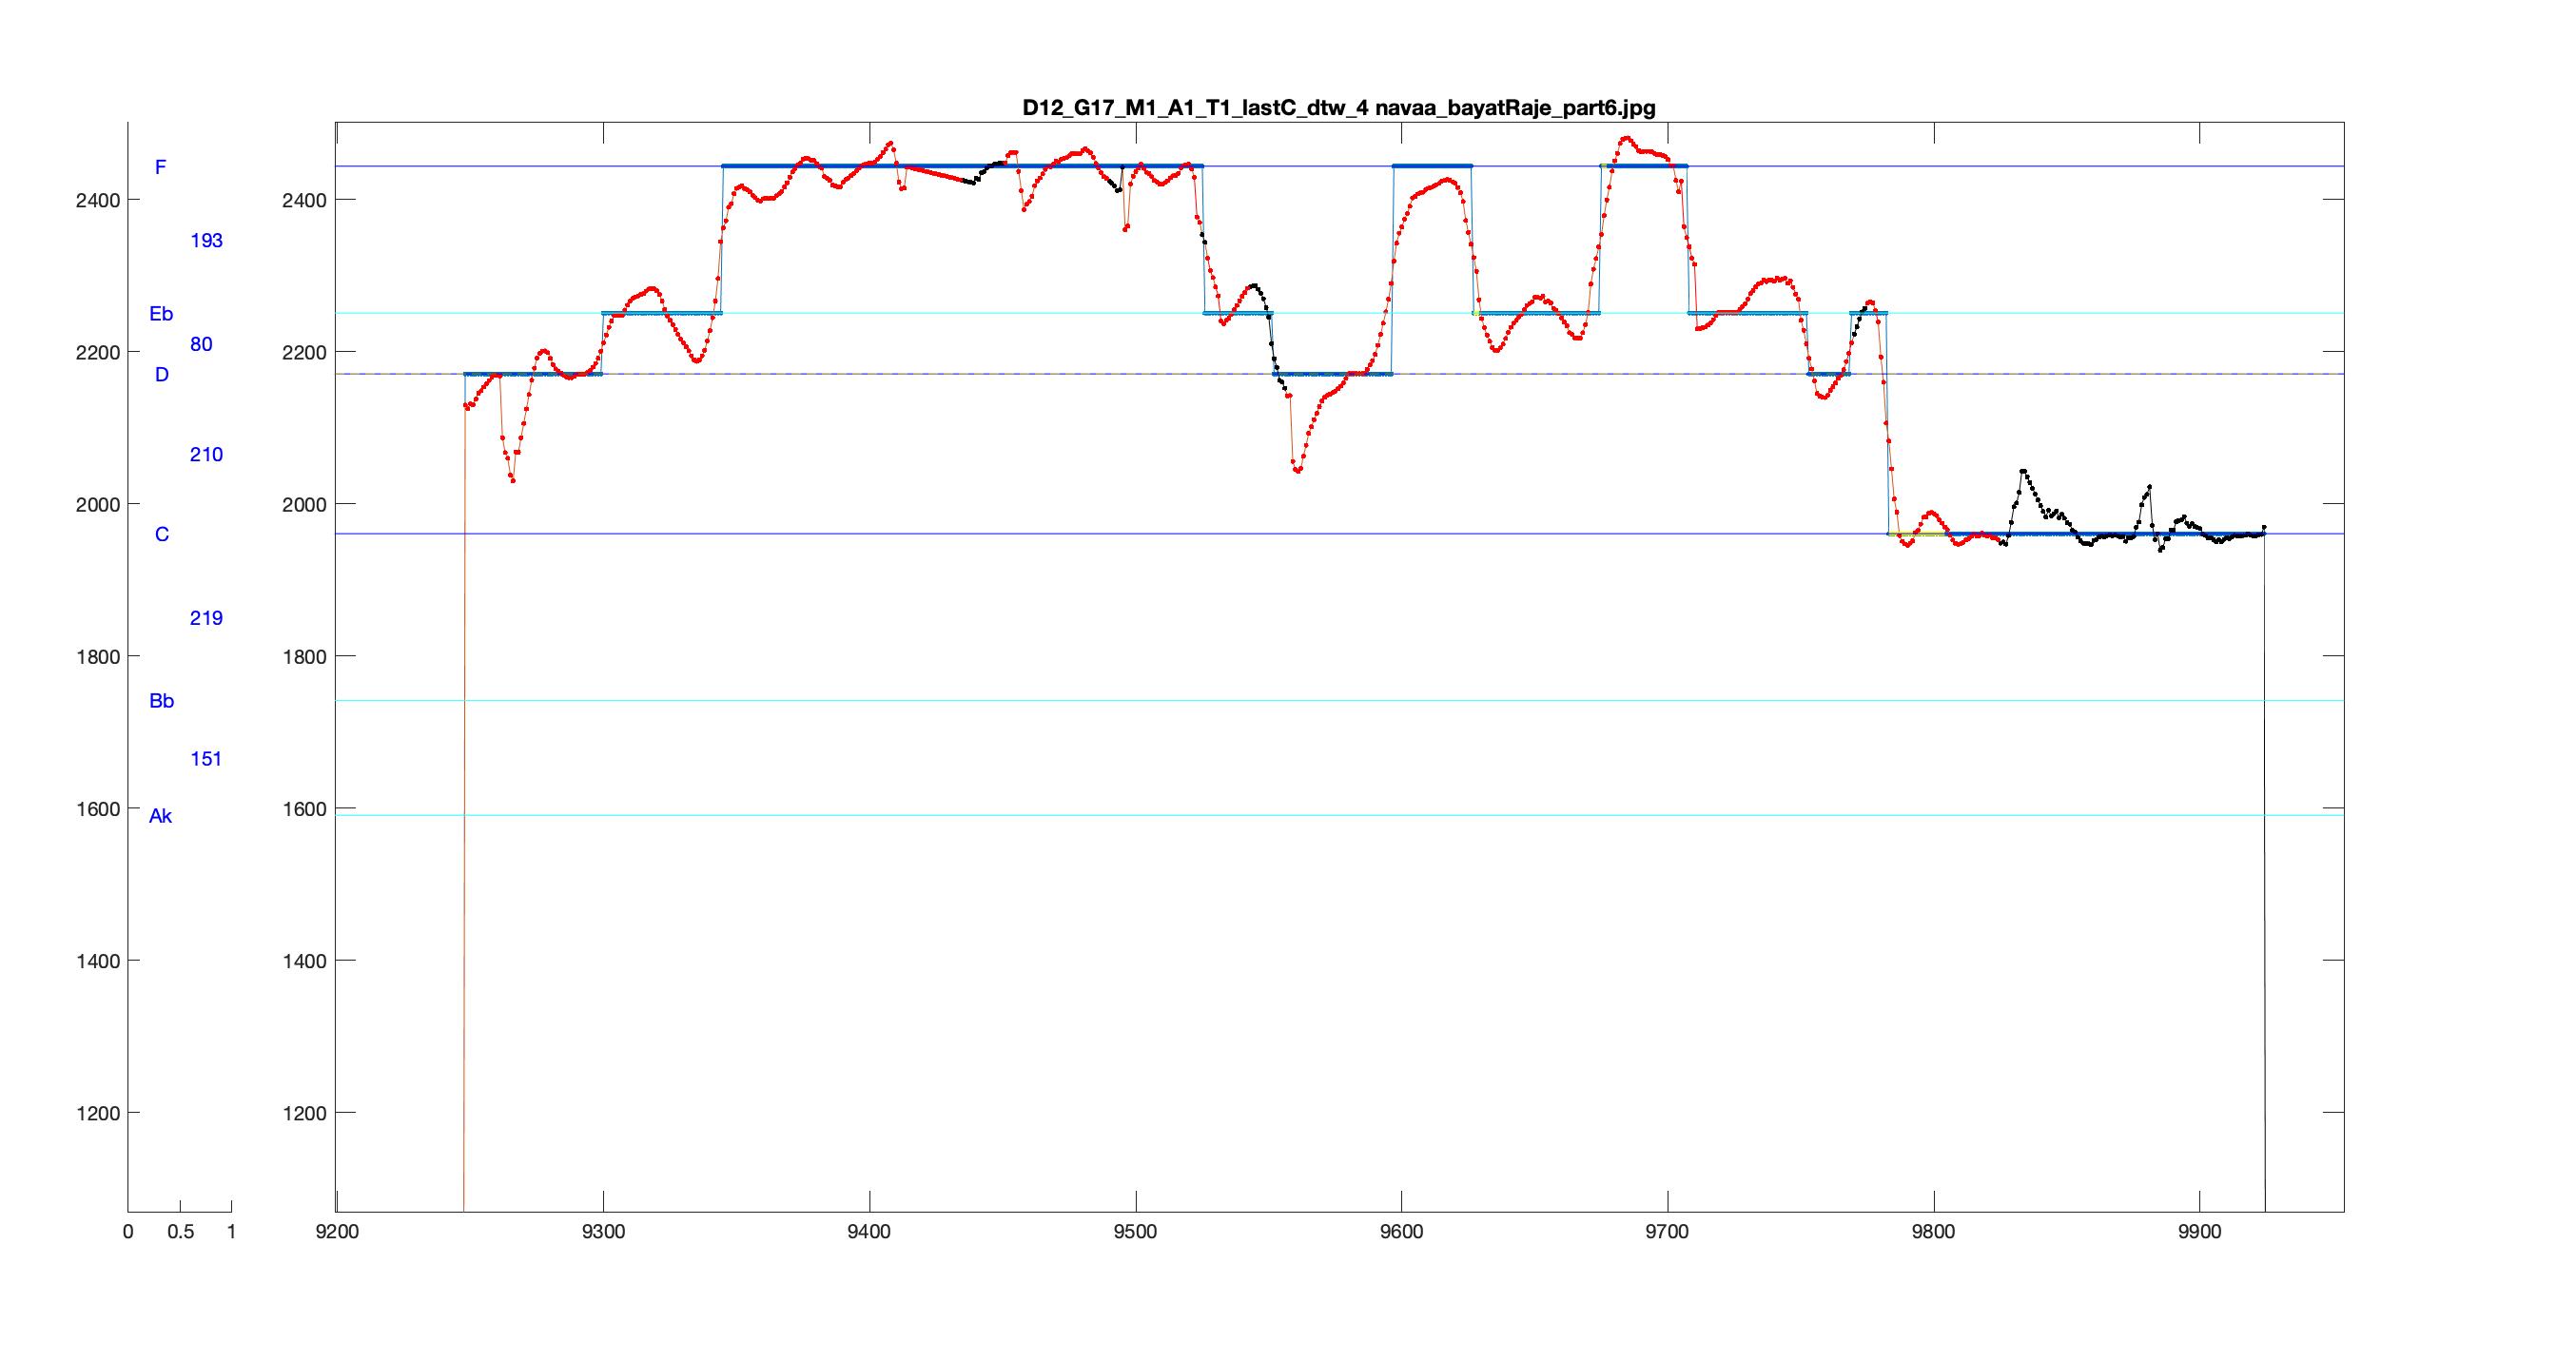 D12_G17_M1_A1_T1_lastC_dtw_4 navaa_bayatRaje_part6.jpg
F
2400 2400
193
Eb
80
2200 2200
D
210
2000 2000
C
219
1800 1800
Bb
151
1600 1600
Ak
1400 1400
1200 1200
0 0.5 1 9200 9300 9400 9500 9600 9700 9800 9900